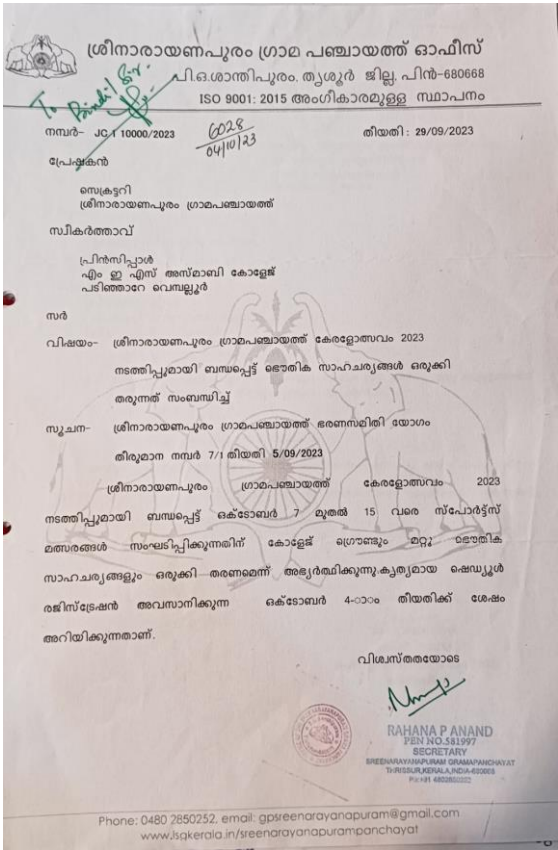 ശ്രീനാരായണപുരം ഗ്രാമ പഞ്ചായത്ത് ഓഫീസ്
പി.ഒ.ശാന്തിപുരം, തൃശൂർ ജില്ല, പിൻ-680668
ISO 9001: 2015 അംഗീകാരമുള്ള സ്ഥാപനം
To
നമ്പർ- JC 1 10000/2023
6028
04/10/23
തീയതി : 29/09/2023
പ്രേഷകൻ
സെക്രട്ടറി
ശ്രീനാരായണപുരം ഗ്രാമപഞ്ചായത്ത്
സ്വീകർത്താവ്
പ്രിൻസിപ്പാൾ
എം ഇ എസ് അസ്മാബി കോളേജ്
പടിഞ്ഞാറേ വെമ്പല്ലൂർ
സർ
വിഷയം- ശ്രീനാരായണപുരം ഗ്രാമപഞ്ചായത്ത് കേരളോത്സവം 2023
നടത്തിപ്പുമായി ബന്ധപ്പെട്ട് ഭൌതിക സാഹചര്യങ്ങൾ ഒരുക്കി
തരുന്നത് സംബന്ധിച്ച്
സൂചന- ശ്രീനാരായണപുരം ഗ്രാമപഞ്ചായത്ത് ഭരണസമിതി യോഗം
തീരുമാന നമ്പർ 7/1 തീയതി 5/09/2023
ശ്രീനാരായണപുരം ഗ്രാമപഞ്ചായത്ത് കേരളോത്സവം 2023
നടത്തിപ്പുമായി ബന്ധപ്പെട്ട് ഒക്ടോബർ 7 മുതൽ 15 വരെ സ്പോർട്ട്സ്
മത്സരങ്ങൾ സംഘടിപ്പിക്കുന്നതിന് കോളേജ് ഗ്രൌണ്ടും മറ്റു ഭൌതിക
സാഹചര്യങ്ങളും ഒരുക്കി തരണമെന്ന് അഭ്യർത്ഥിക്കുന്നു.കൃത്യമായ ഷെഡ്യൂൾ
രജിസ്ട്രേഷൻ അവസാനിക്കുന്ന ഒക്ടോബർ 4-ാാം തീയതിക്ക് ശേഷം
അറിയിക്കുന്നതാണ്.
വിശ്വസ്തതയോടെ
RAHANA P ANAND
PEN NO.581997
SECRETARY
SREENARAYANAPURAM GRAMAPANCHAYAT
THRISSUR,KERALA,INDIA-680668
Phone: 0480 2850252, email: gpsreenarayanapuram@gmail.com
www.lsgkerala.in/sreenarayanapurampanchayat